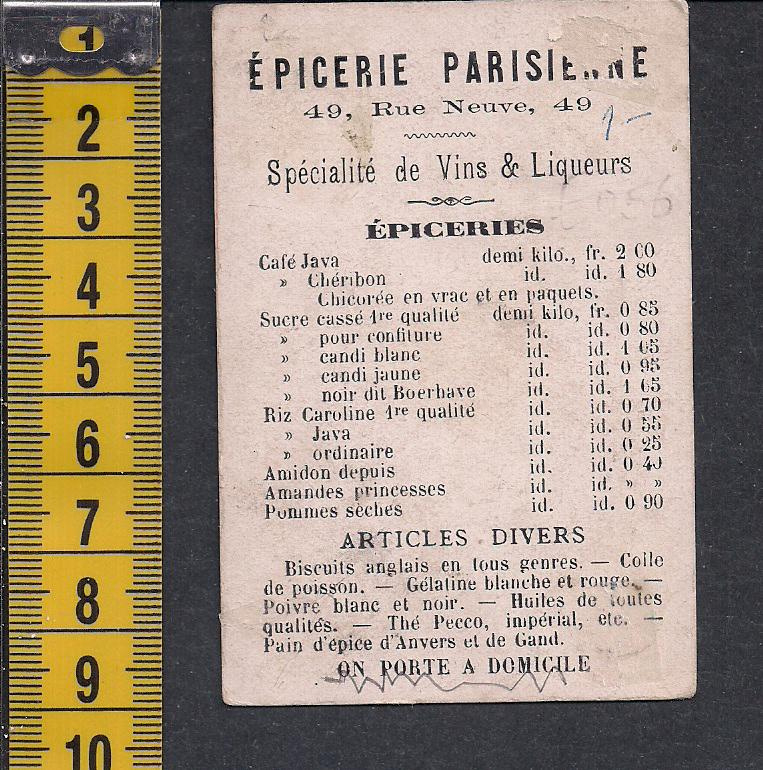 1
2
3
4
5
6
7
8
9
10
ÉPICERIE PARISIENNE
49, Rue Neuve, 49
1-
Spécialité de Vins & Liqueurs
ÉPICERIES
Café Java demi kilo., fr. 2 00
» Chéribon id. id. 1 80
Chicorée en vrac et en paquets.
Sucre cassé 1re qualité demi kilo, fr. 0 85
» pour confiture id. id. 0 80
» candi blanc id. id. 1 05
» candi jaune id. id. 0 95
» noir dit Boerhave id. id. 1 05
Riz Caroline 1re qualité id. id. 0 70
» Java id. id. 0 55
» ordinaire id. id. 0 25
Amidon depuis id. id. 0 40
Amandes princesses id. id. » »
Pommes sèches id. id. 0 90
ARTICLES DIVERS
Biscuits anglais en tous genres. — Colle
de poisson. — Gélatine blanche et rouge. —
Poivre blanc et noir. — Huiles de toutes
qualités. — Thé Pecco, impérial, etc. —
Pain d'épice d'Anvers et de Gand.
ON PORTE A DOMICILE